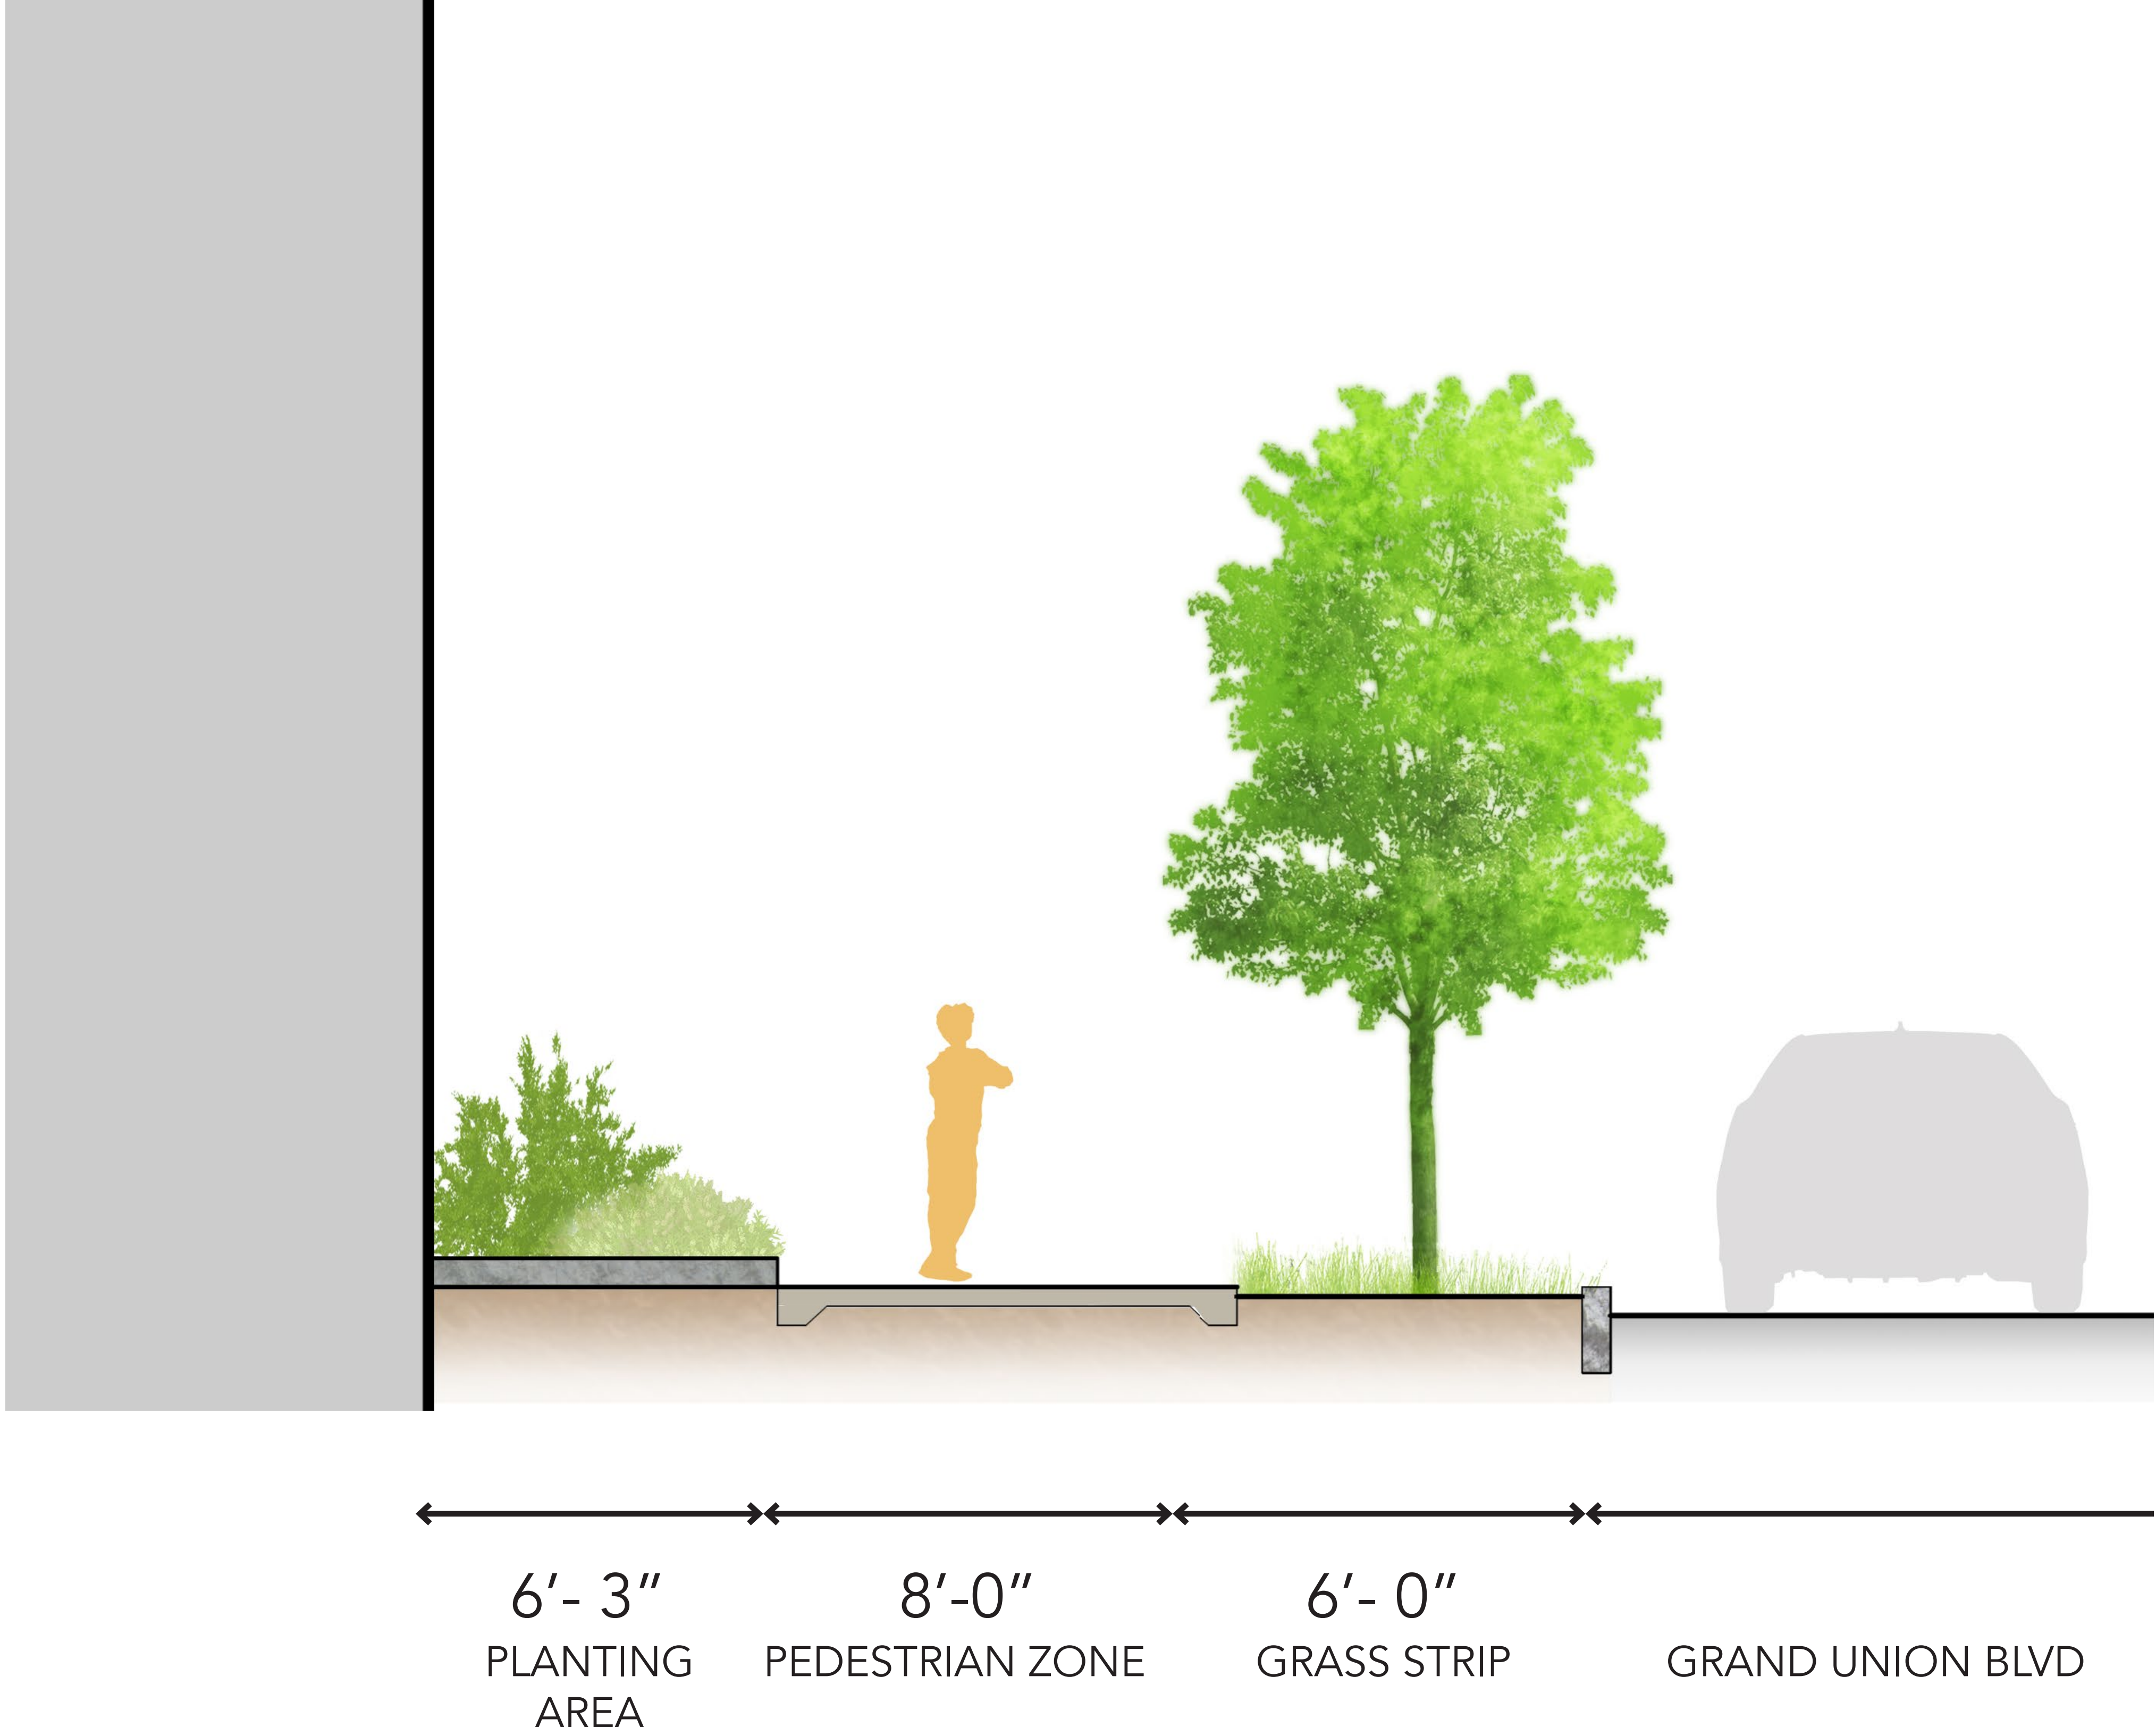 6′- 3″
PLANTING
AREA
8′-0″
PEDESTRIAN ZONE
6′- 0″
GRASS STRIP
GRAND UNION BLVD